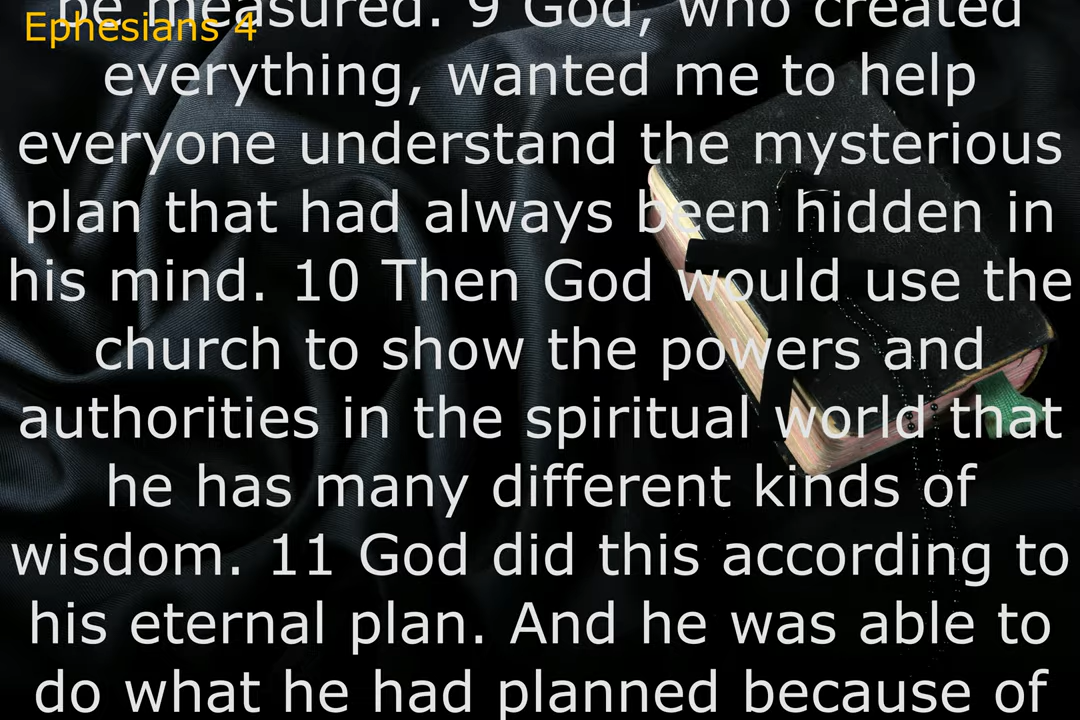 be measured. 9 God, who created
Ephesians 4
everything, wanted me to help
everyone understand the mysterious
plan that had always been hidden in
his mind. 10 Then God would use the
church to show the powers and
authorities in the spiritual world that
he has many different kinds of
wisdom. 11 God did this according to
his eternal plan. And he was able to
do what he had planned because of